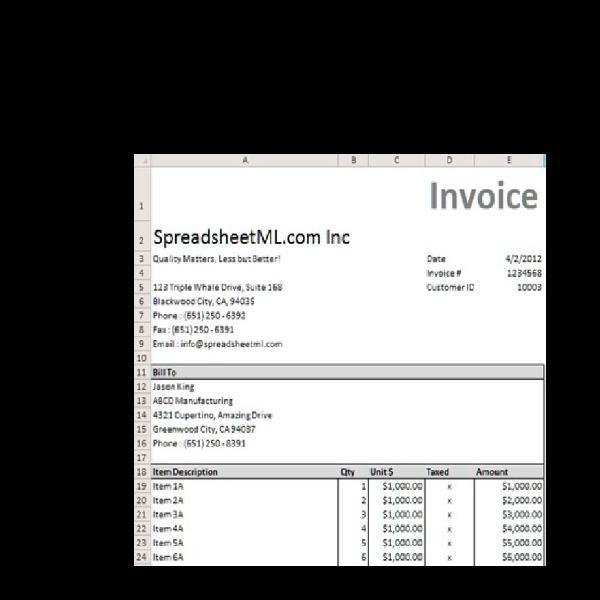 A B C D E
1 Invoice
2 SpreadsheetML.com Inc
3 Quality Matters. Less but Better! Date 4/2/2012
4 Invoice # 1234568
5 123 Triple Whale Drive, Suite 168 Customer ID 10003
6 Blackwood City, CA, 94035
7 Phone : (651) 250 - 6392
8 Fax : (651) 250 - 6391
9 Email : info@spreadsheetml.com
10
11 Bill To
12 Jason King
13 ABCD Manufacturing
14 4321 Cupertino, Amazing Drive
15 Greenwood City, CA 94037
16 Phone : (651) 250 - 8391
17
18 Item Description Qty Unit $ Taxed Amount
19 Item 1A 1 $1,000.00 x $1,000.00
20 Item 2A 2 $1,000.00 x $2,000.00
21 Item 3A 3 $1,000.00 x $3,000.00
22 Item 4A 4 $1,000.00 x $4,000.00
23 Item 5A 5 $1,000.00 x $5,000.00
24 Item 6A 6 $1,000.00 x $6,000.00